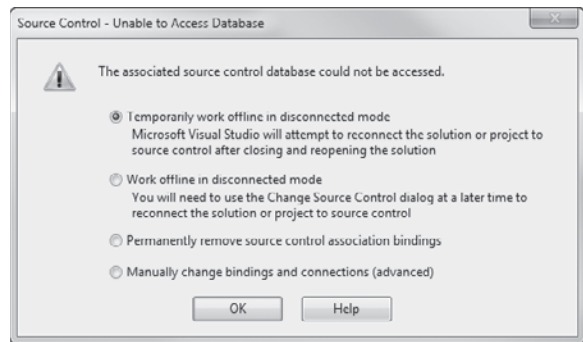 Source Control - Unable to Access Database
The associated source control database could not be accessed.
Temporarily work offline in disconnected mode
Microsoft Visual Studio will attempt to reconnect the solution or project to
source control after closing and reopening the solution
Work offline in disconnected mode
You will need to use the Change Source Control dialog at a later time to
reconnect the solution or project to source control
Permanently remove source control association bindings
Manually change bindings and connections (advanced)
OK
Help